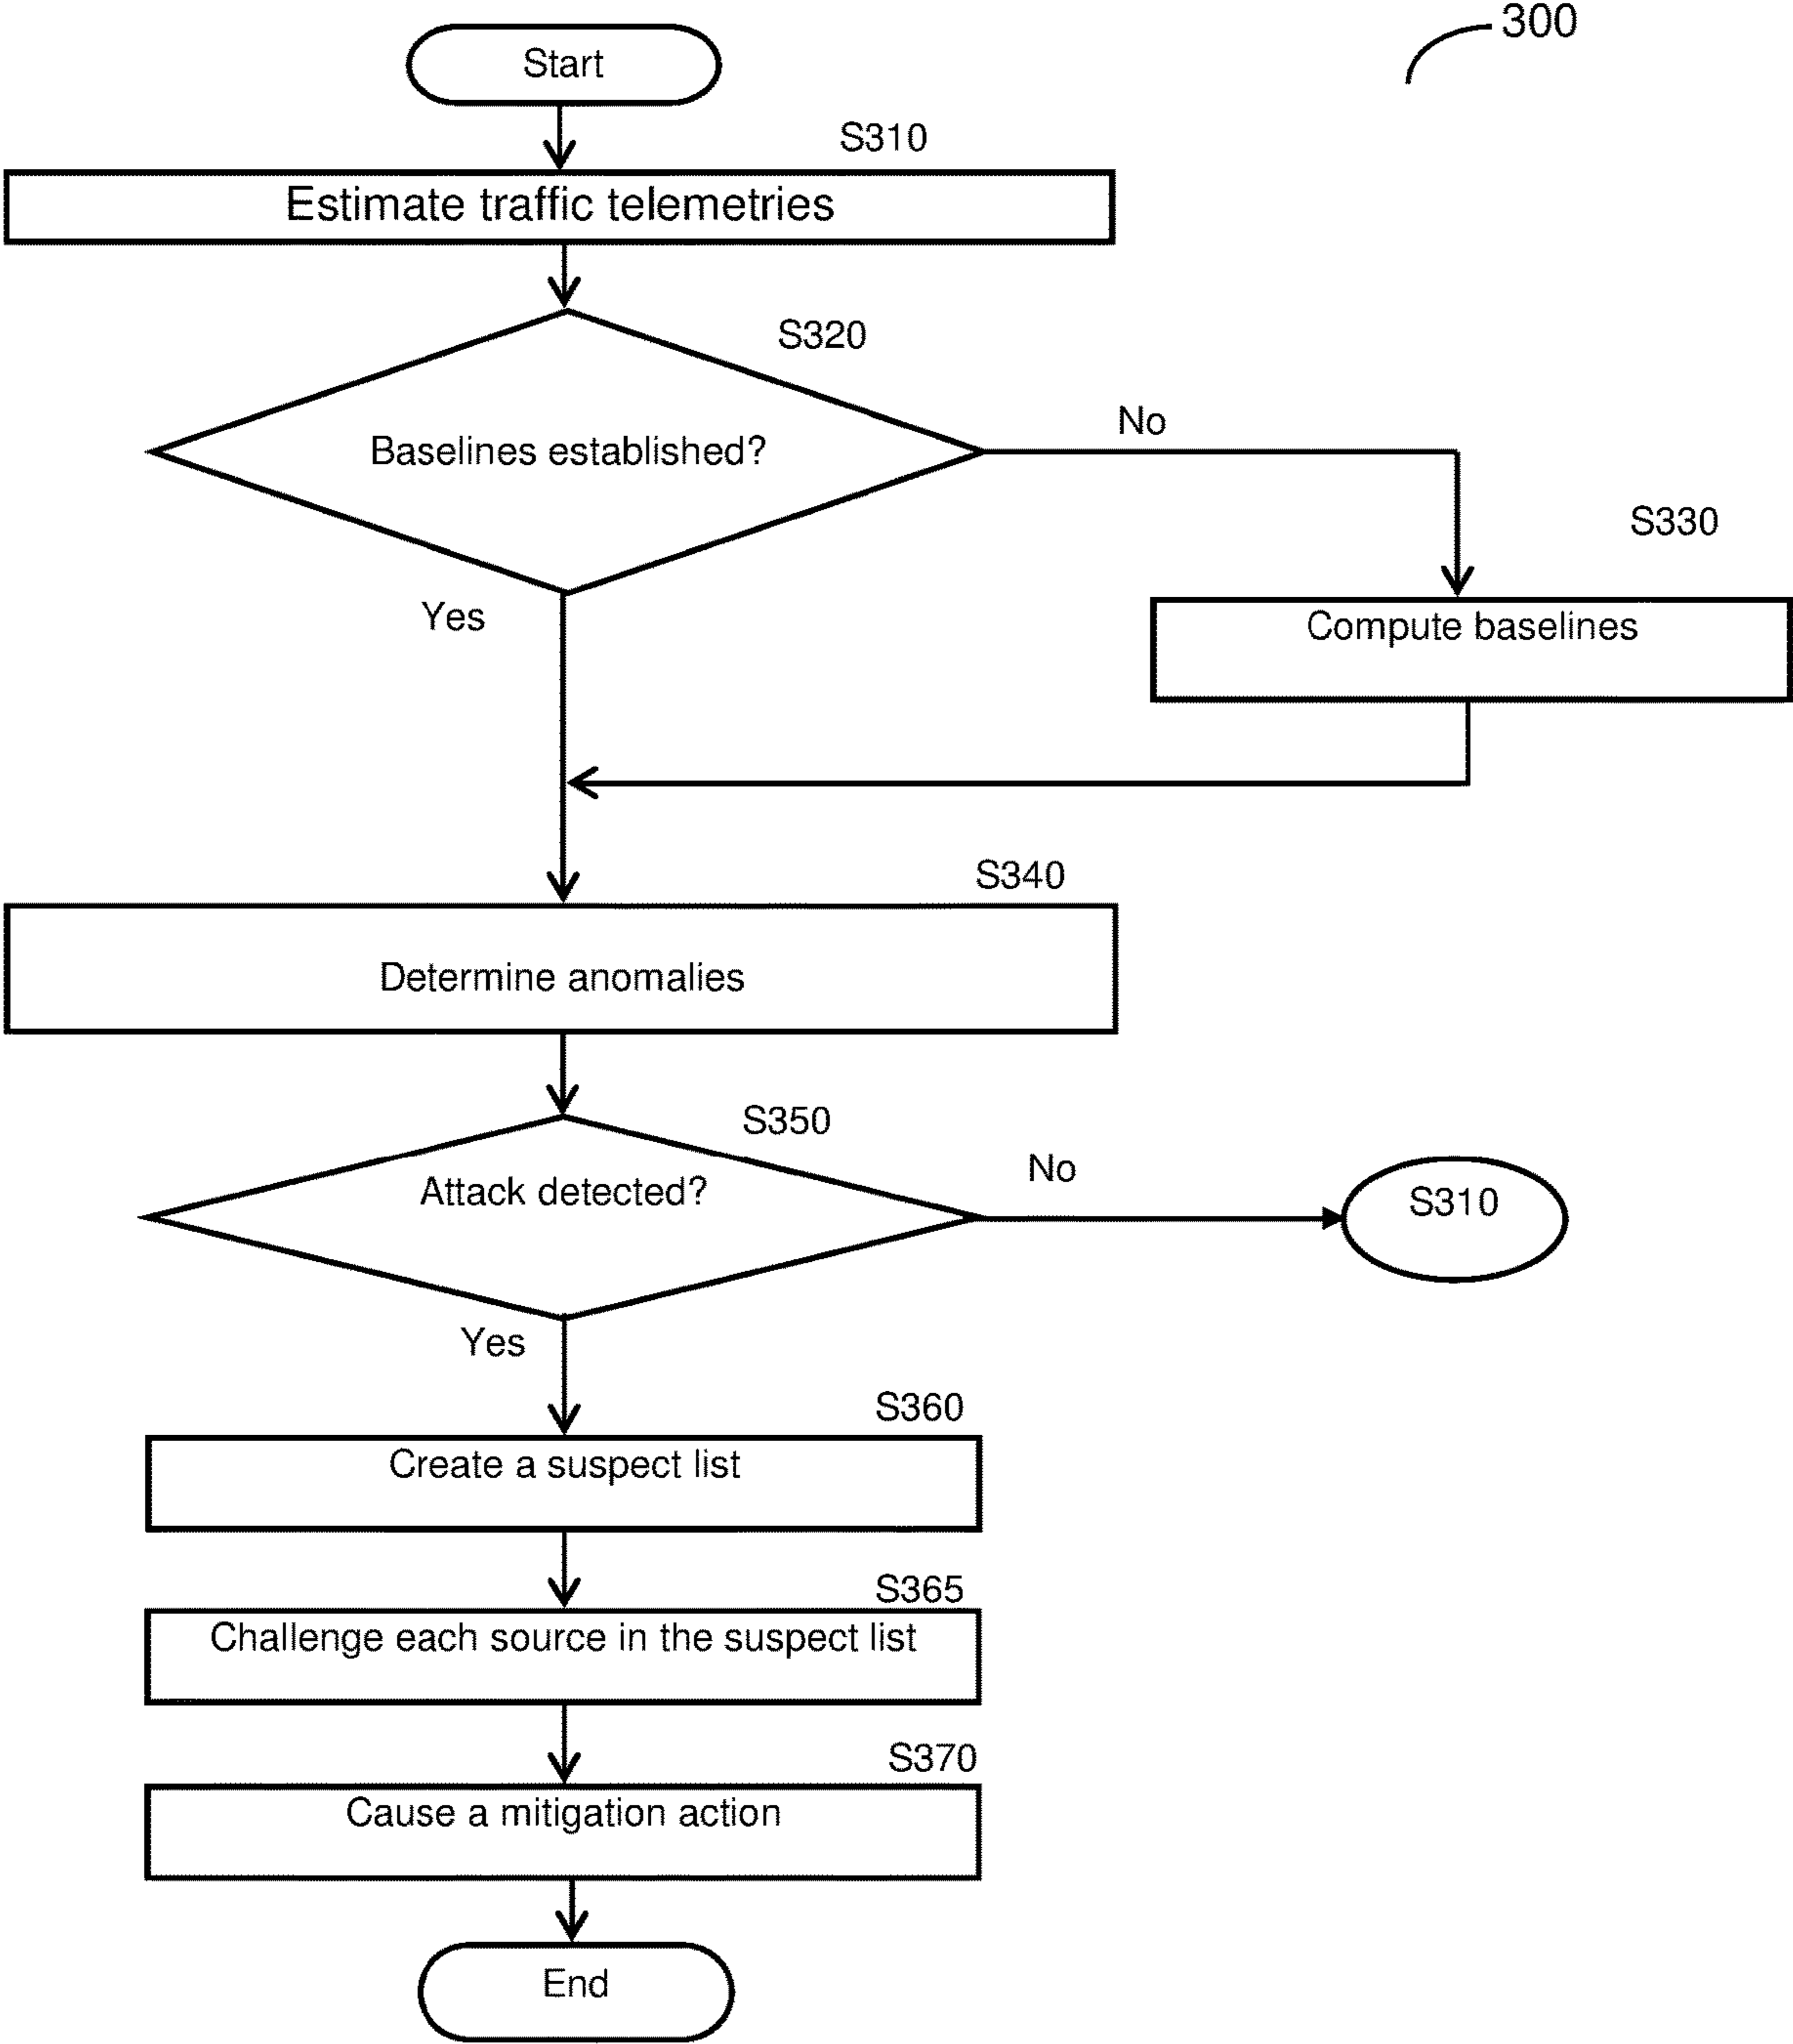 300
Start
S310
Estimate traffic telemetries
S320
Baselines established?
No
S330
Yes
Compute baselines
S340
Determine anomalies
S350
Attack detected?
No
S310
Yes
S360
Create a suspect list
S365
Challenge each source in the suspect list
S370
Cause a mitigation action
End